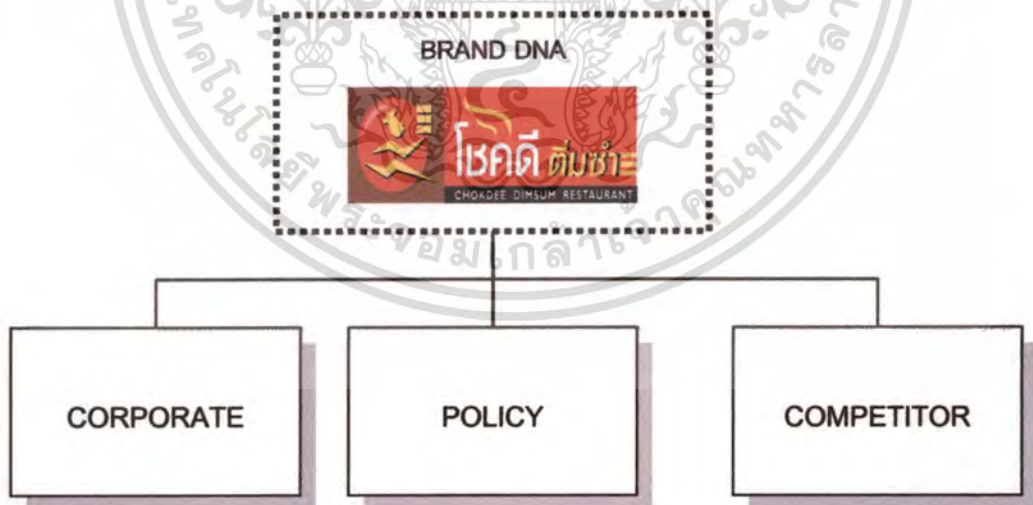 BRAND DNA
โชคดี ติ่มซำ
CHOKDEE DIMSUM RESTAURANT
CORPORATE
POLICY
COMPETITOR